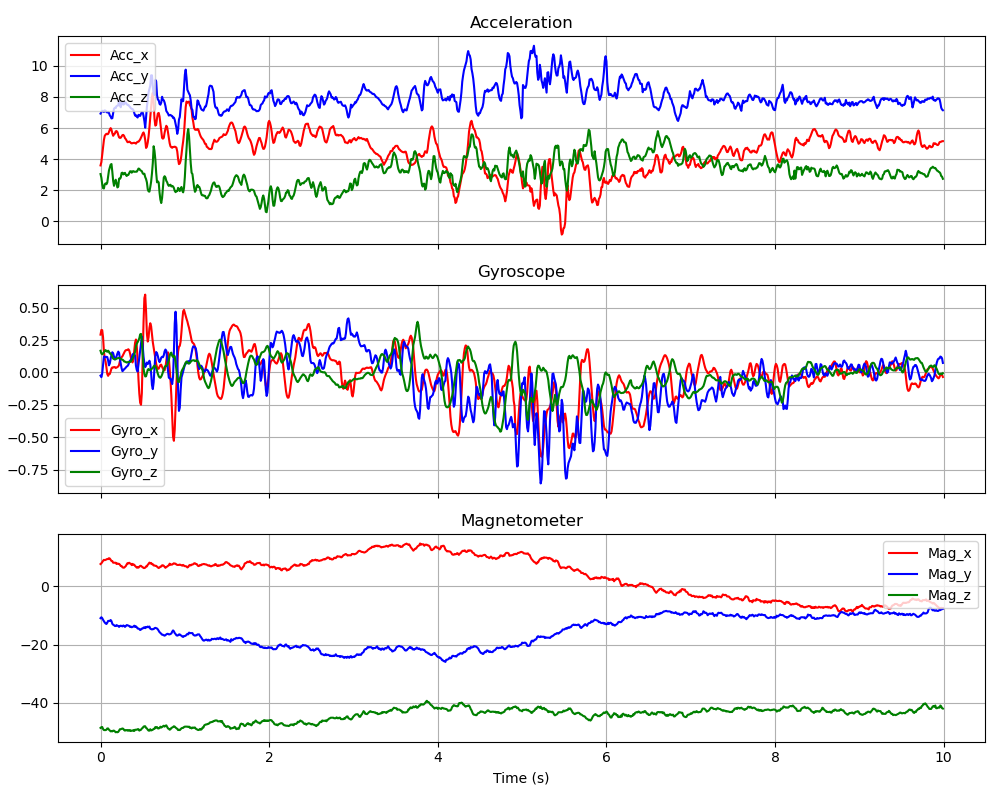 Acceleration
Acc_x
Acc_y
Acc_z
10
8
6
4
2
0
Gyroscope
0.50
0.25
0.00
−0.25
−0.50
−0.75
Gyro_x
Gyro_y
Gyro_z
Magnetometer
Mag_x
Mag_y
Mag_z
0
−20
−40
0 2 4 6 8 10
Time (s)